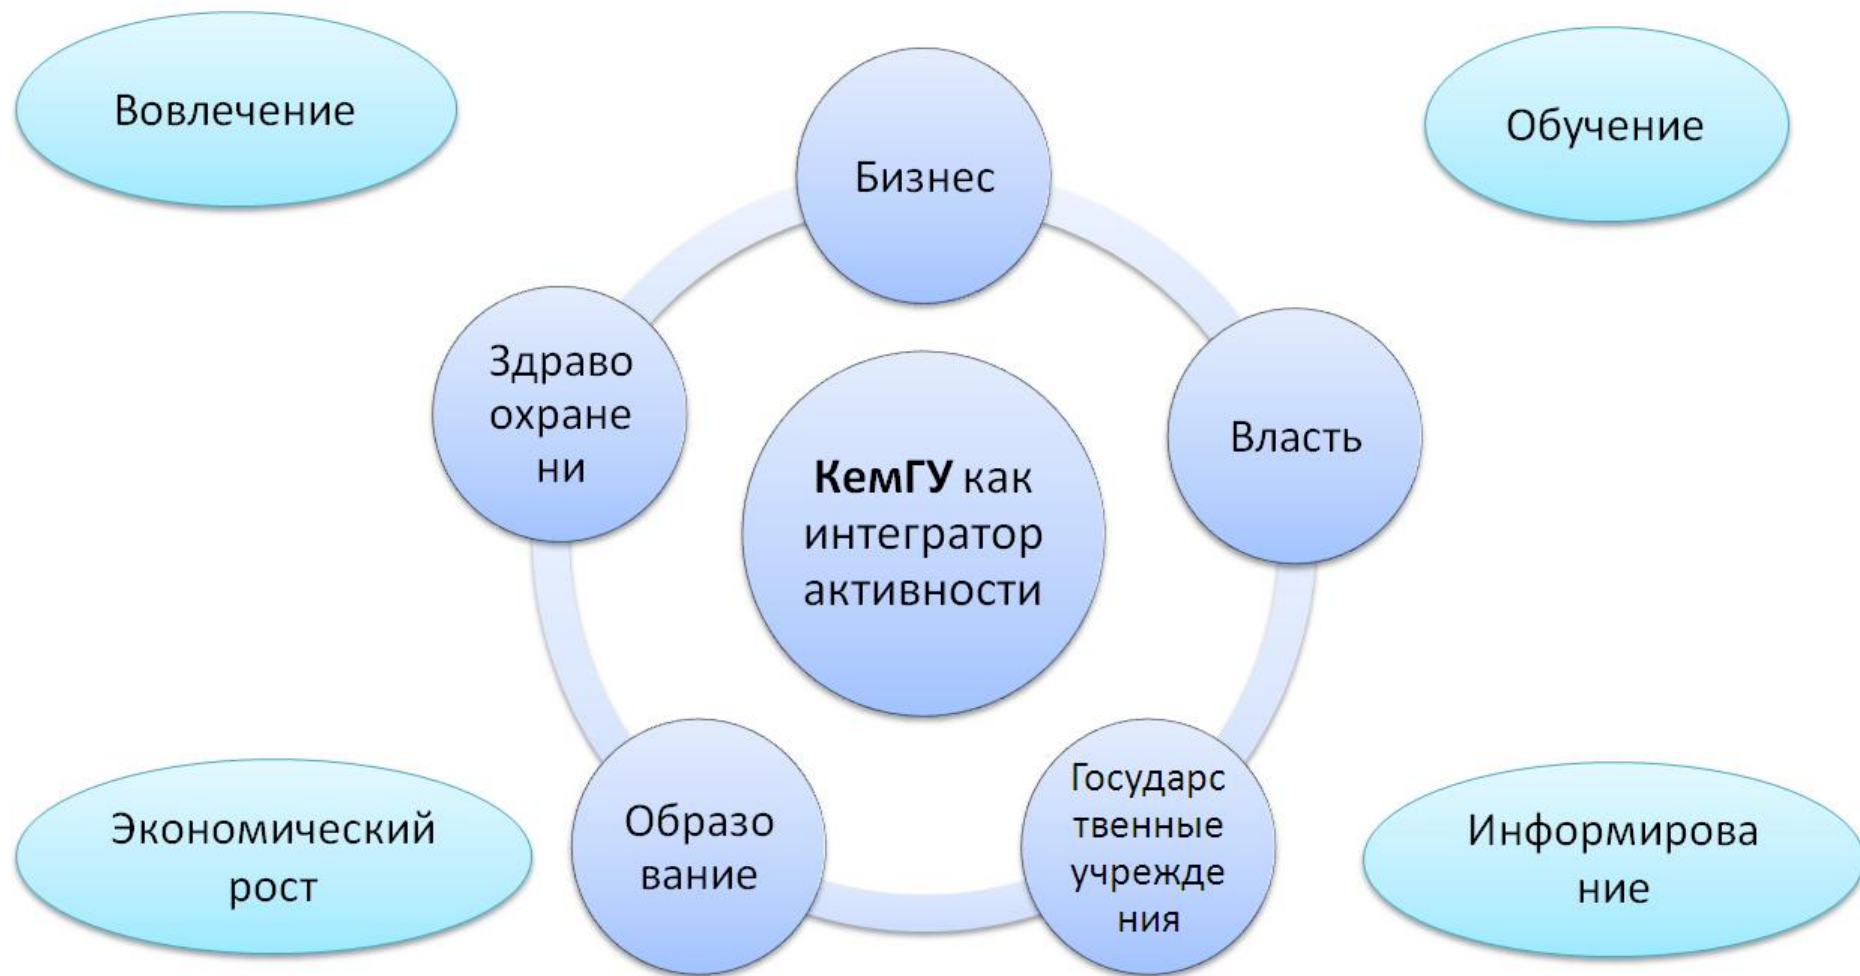 Вовлечение
Обучение
Бизнес
Здраво
охране
ни
Власть
КемГУ как
интегратор
активности
Экономический
рост
Образо
вание
Государс
твенные
учрежде
ния
Информирова
ние